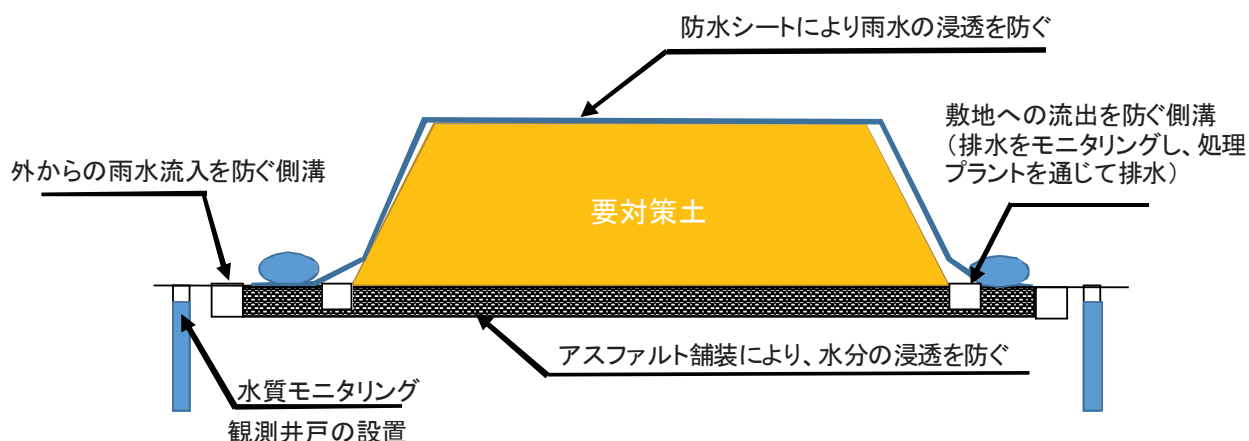 防水シートにより雨水の浸透を防ぐ
敷地への流出を防ぐ側溝
（排水をモニタリングし、処理
プラントを通じて排水）
外からの雨水流入を防ぐ側溝
要対策土
アスファルト舗装により、水分の浸透を防ぐ
水質モニタリング
観測井戸の設置